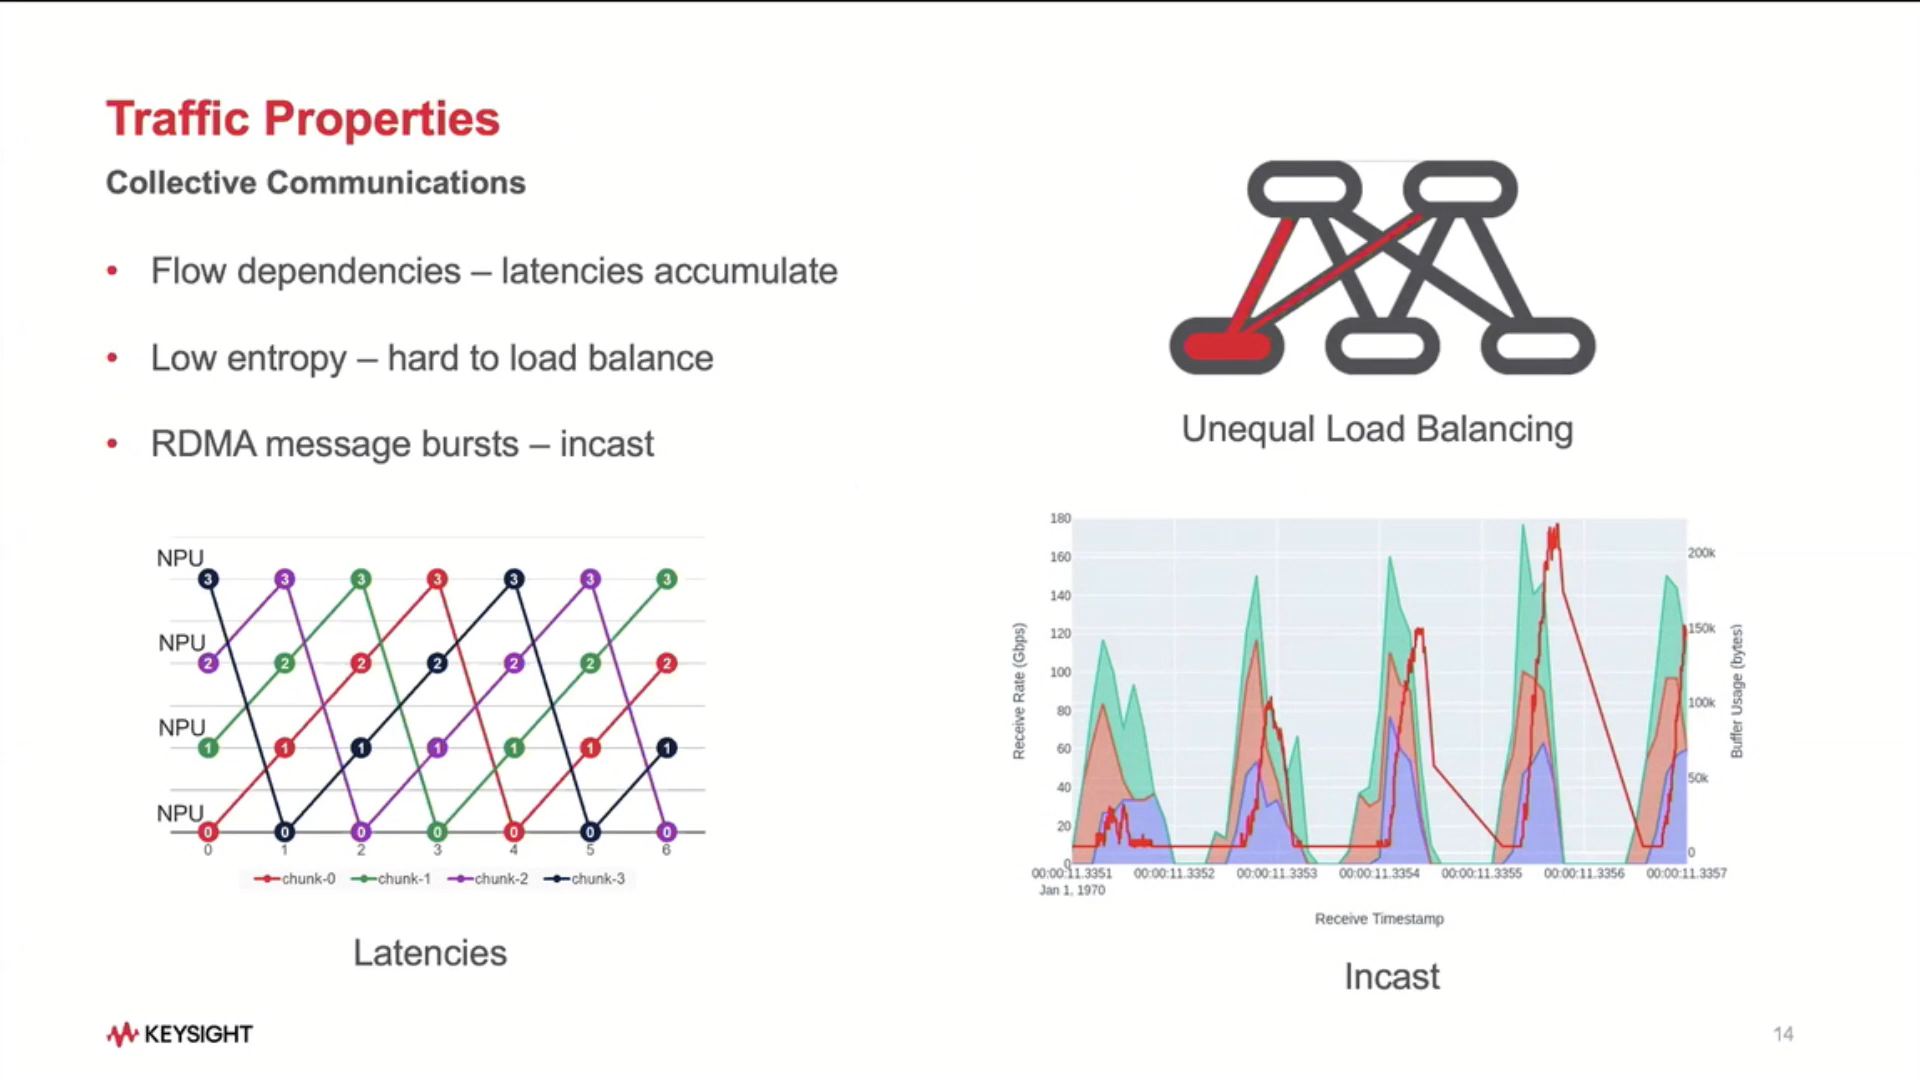 Traffic Properties
Collective Communications
• Flow dependencies – latencies accumulate
• Low entropy – hard to load balance
• RDMA message bursts – incast
Unequal Load Balancing
NPU
3 3 3 3 3 3 3
NPU
2 2 2 2 2 2 2
NPU
1 1 1 1 1 1 1
NPU
0 0 0 0 0 0 0
0 1 2 3 4 5 6
chunk-0 chunk-1 chunk-2 chunk-3
Latencies
Receive Rate (Gbps)
180
160
140
120
100
80
60
40
20
0
200k
150k
100k
50k
0
Buffer Usage (bytes)
00:00:11.3351 00:00:11.3352 00:00:11.3353 00:00:11.3354 00:00:11.3355 00:00:11.3356 00:00:11.3357
Jan 1, 1970
Receive Timestamp
Incast
KEYSIGHT
14